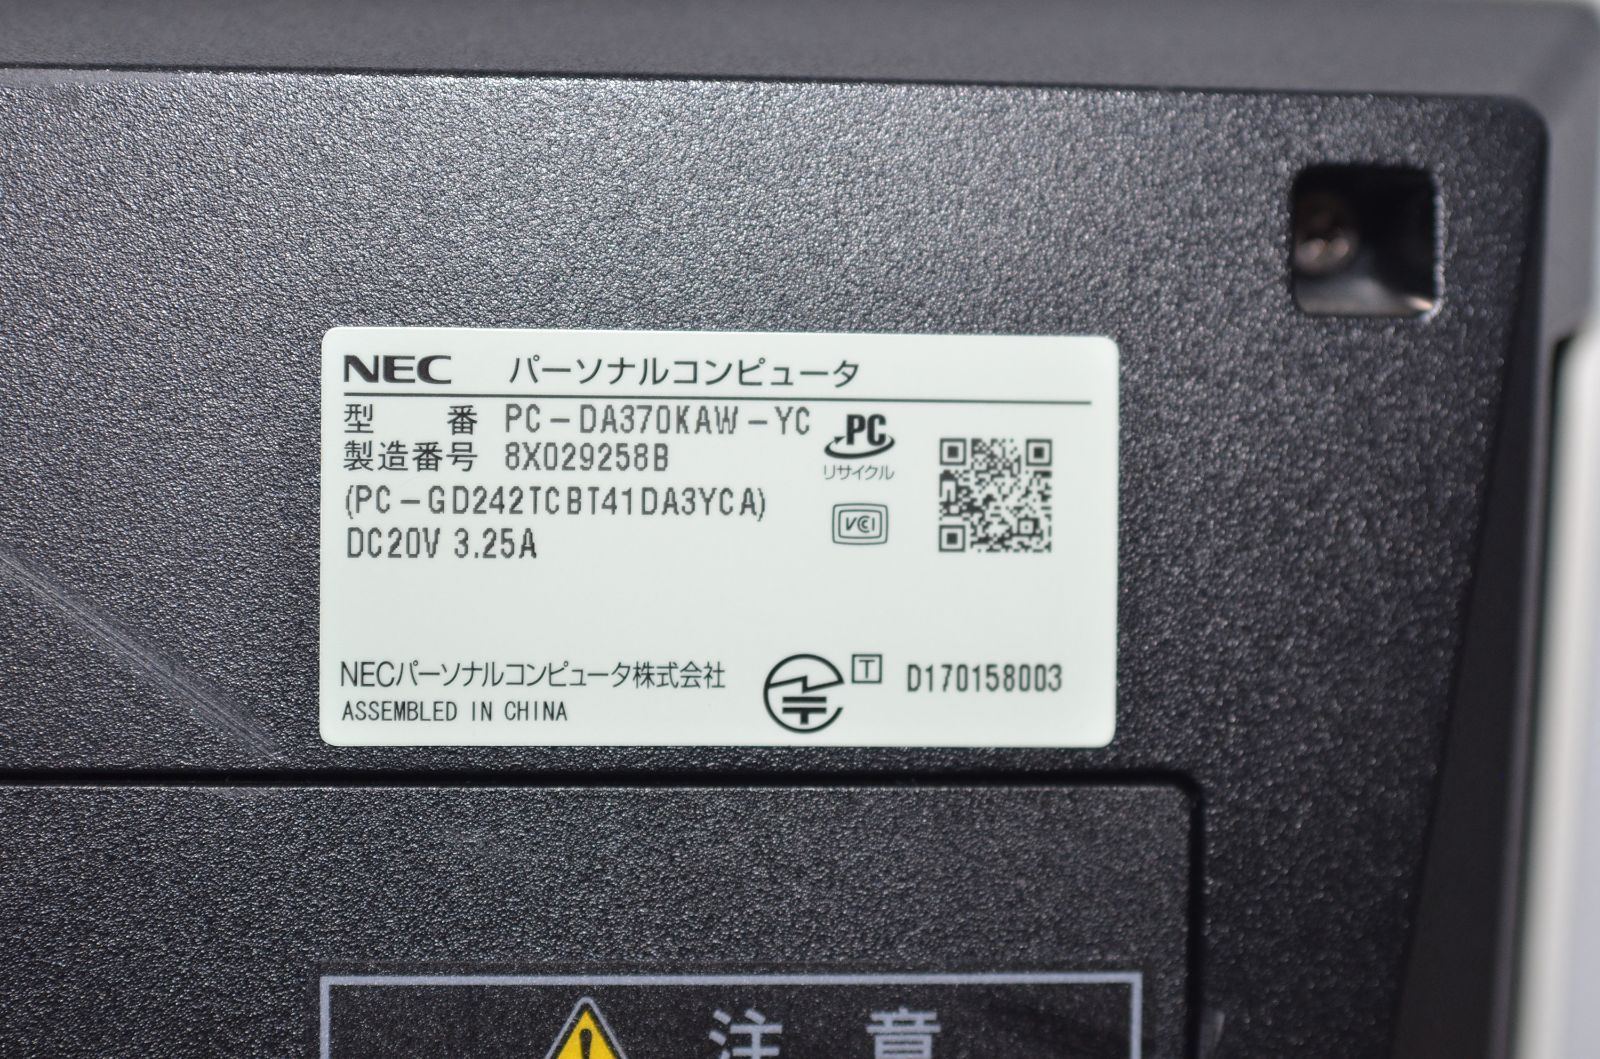 NEC パーソナルコンピュータ
型 番 PC-DA370KAW-YC
製造番号 8X029258B
(PC-GD242TCBT41DA3YCA)
DC20V 3.25A
PC
リサイクル
VCCI
NECパーソナルコンピュータ株式会社
ASSEMBLED IN CHINA
T D170158003
注 意